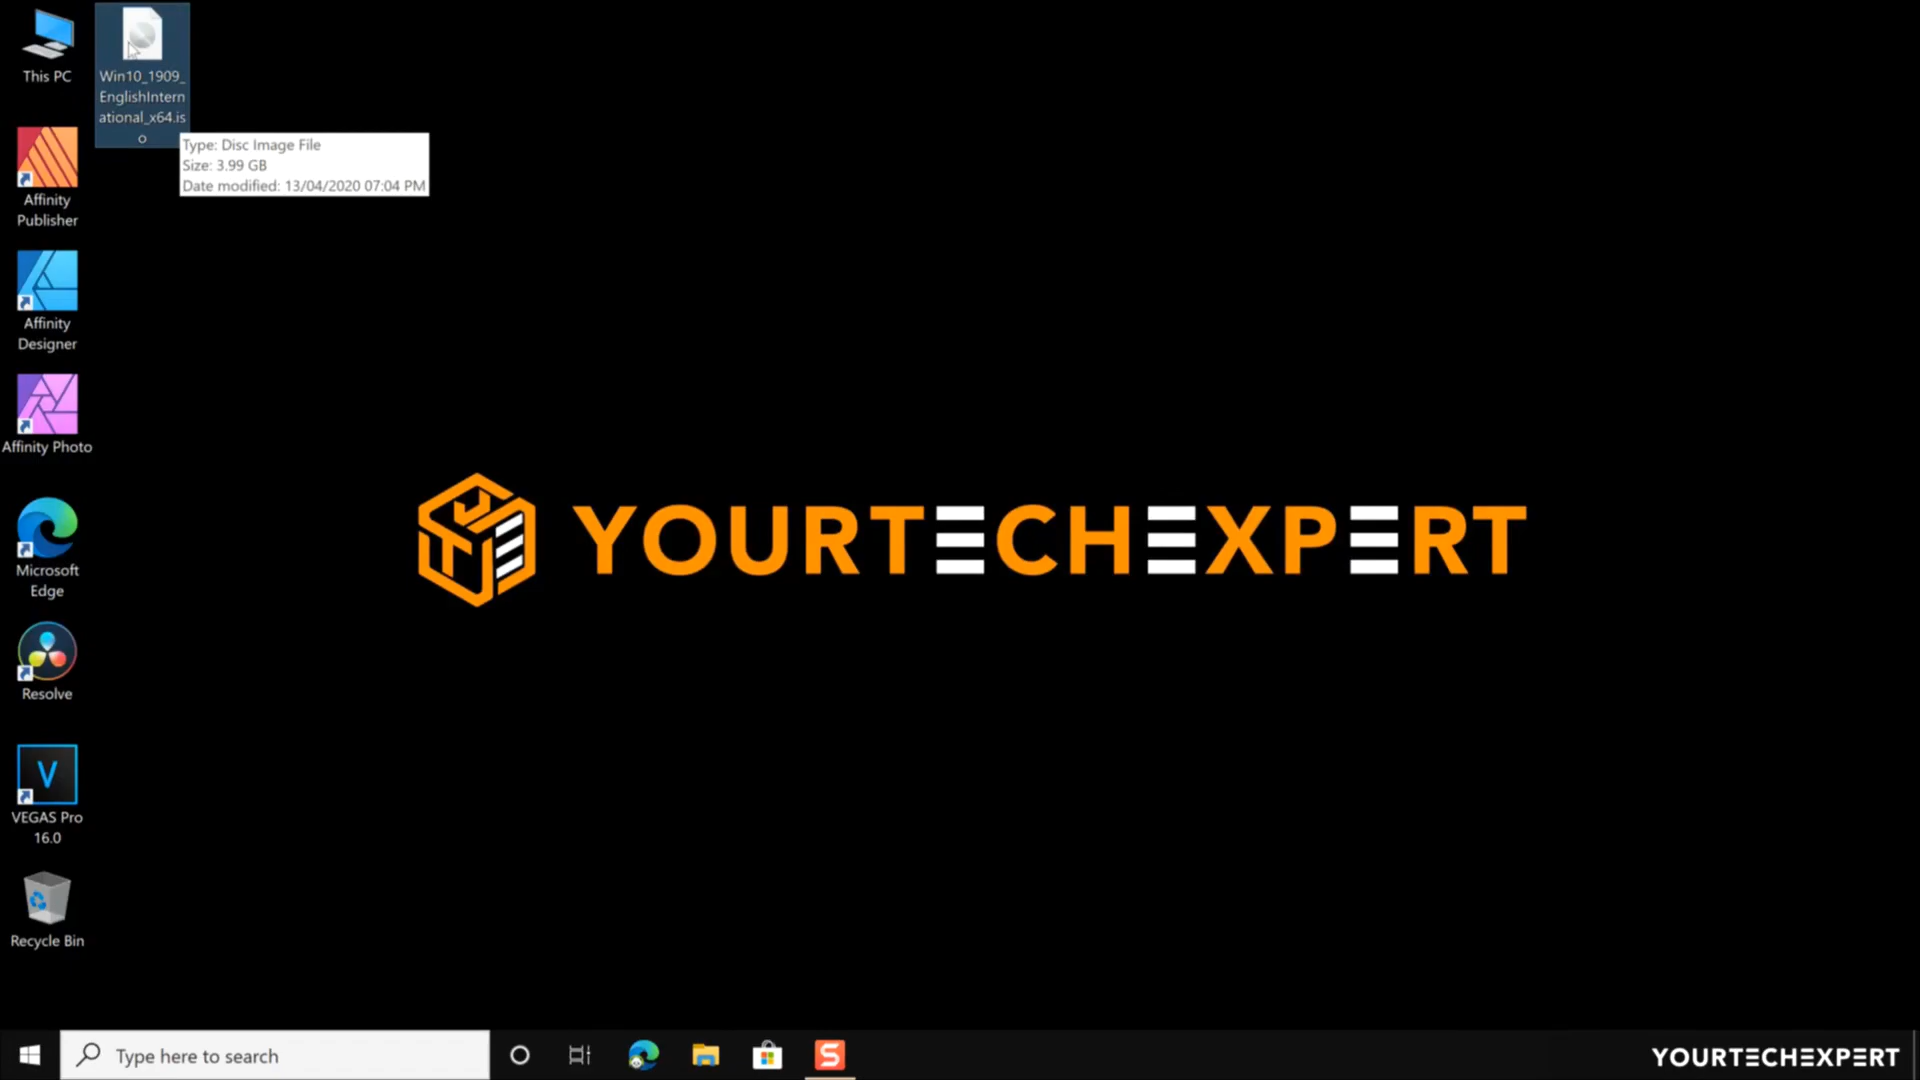 This PC
Win10_1909_
EnglishIntern
ational_x64.is
o
Type: Disc Image File
Size: 3.99 GB
Date modified: 13/04/2020 07:04 PM
Affinity
Publisher
Affinity
Designer
Affinity Photo
Microsoft
Edge
Resolve
V
VEGAS Pro
16.0
Recycle Bin
YOURTECHEXPERT
Type here to search
S
YOURTECHEXPERT